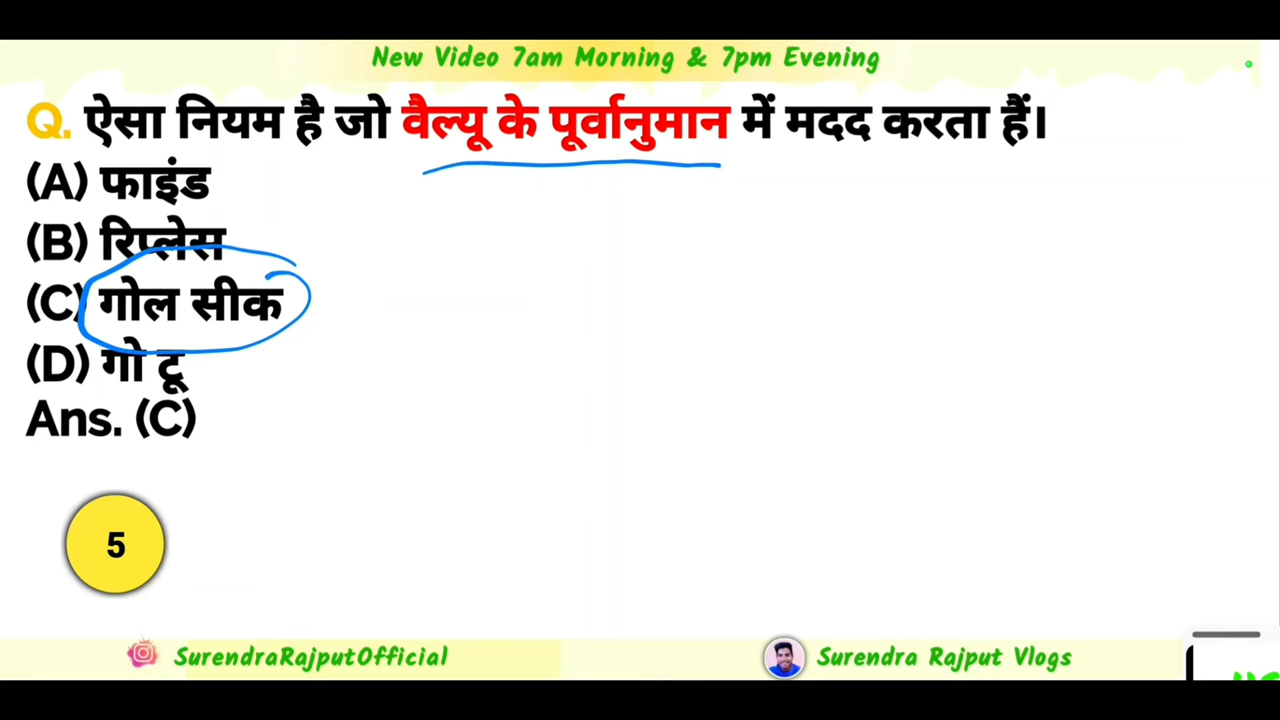 New Video 7am Morning & 7pm Evening
Q. ऐसा नियम है जो वैल्यू के पूर्वानुमान में मदद करता हैं।
(A) फाइंड
(B) रिप्लेस
(C) गोल सीक
(D) गो टू
Ans. (C)
5
SurendraRajputOfficial
Surendra Rajput Vlogs